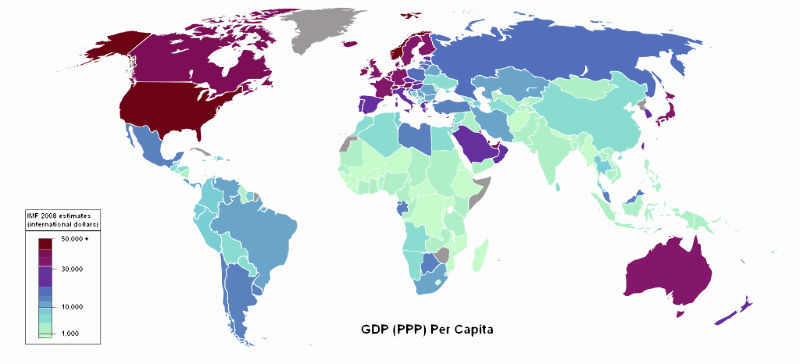 IMF 2008 estimates
(international dollars)
50,000 +
30,000
10,000
1,000
GDP (PPP) Per Capita